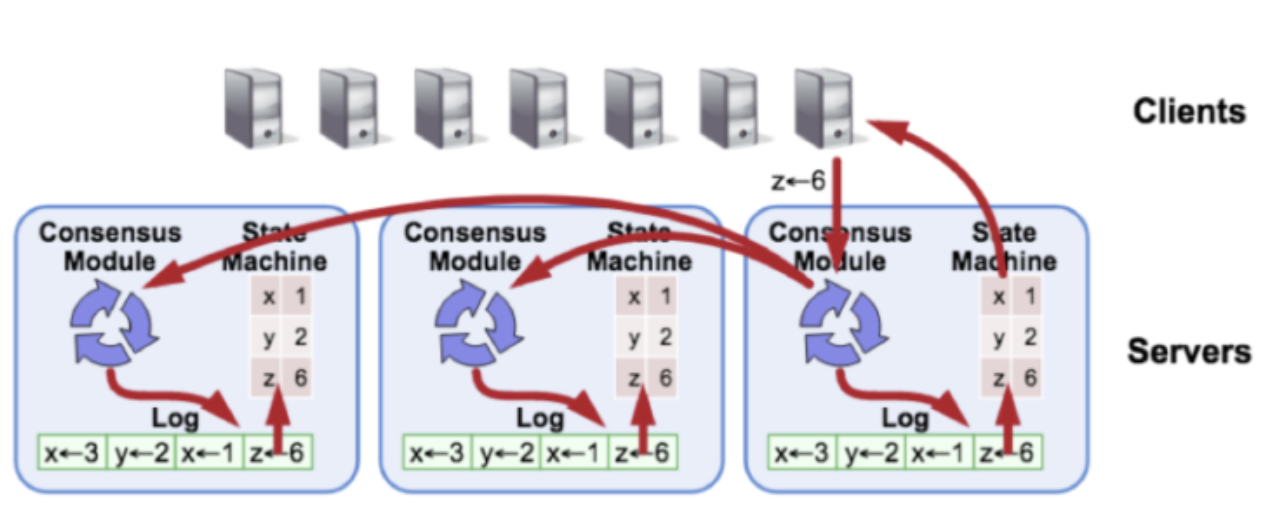 Clients
z←6
Consensus Module
State Machine
x 1
y 2
z 6
Log
x←3 y←2 x←1 z←6
Consensus Module
State Machine
x 1
y 2
z 6
Log
x←3 y←2 x←1 z←6
Consensus Module
State Machine
x 1
y 2
z 6
Log
x←3 y←2 x←1 z←6
Servers